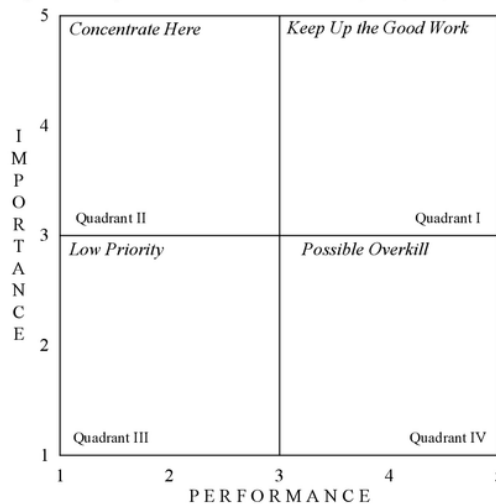 5
Concentrate Here
Keep Up the Good Work
4
IMPORTANCE
Quadrant II
Quadrant I
3
Low Priority
Possible Overkill
2
Quadrant III
Quadrant IV
1
1 2 3 4
PERFORMANCE